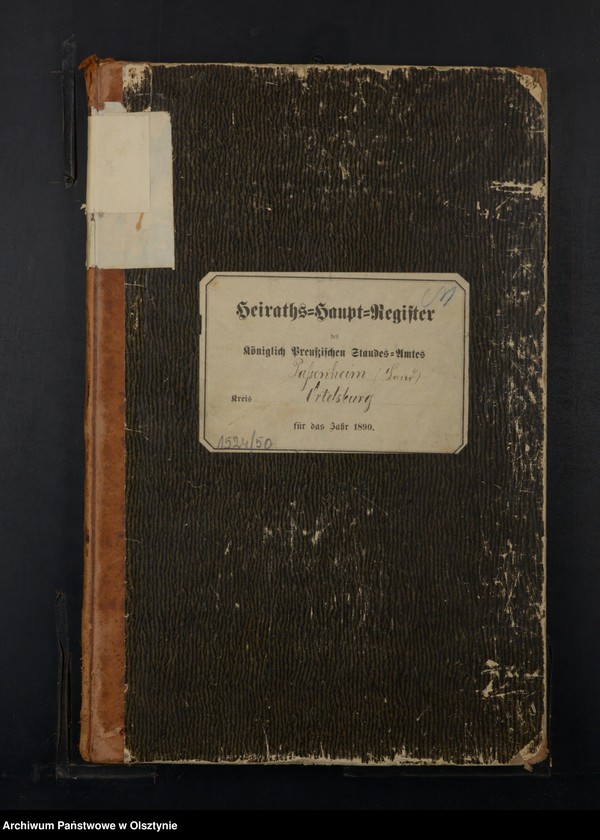 Heiraths=Haupt=Register
des
Königlich Preußischen Standes=Amtes
Paßenheim (Land)
Kreis Ortelsburg
für das Jahr 1890.
1524/50
Archiwum Państwowe w Olsztynie